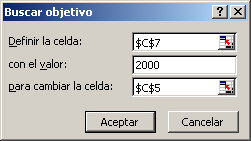 Buscar objetivo
Definir la celda: $C$7
con el valor: 2000
para cambiar la celda: $C$5
Aceptar Cancelar